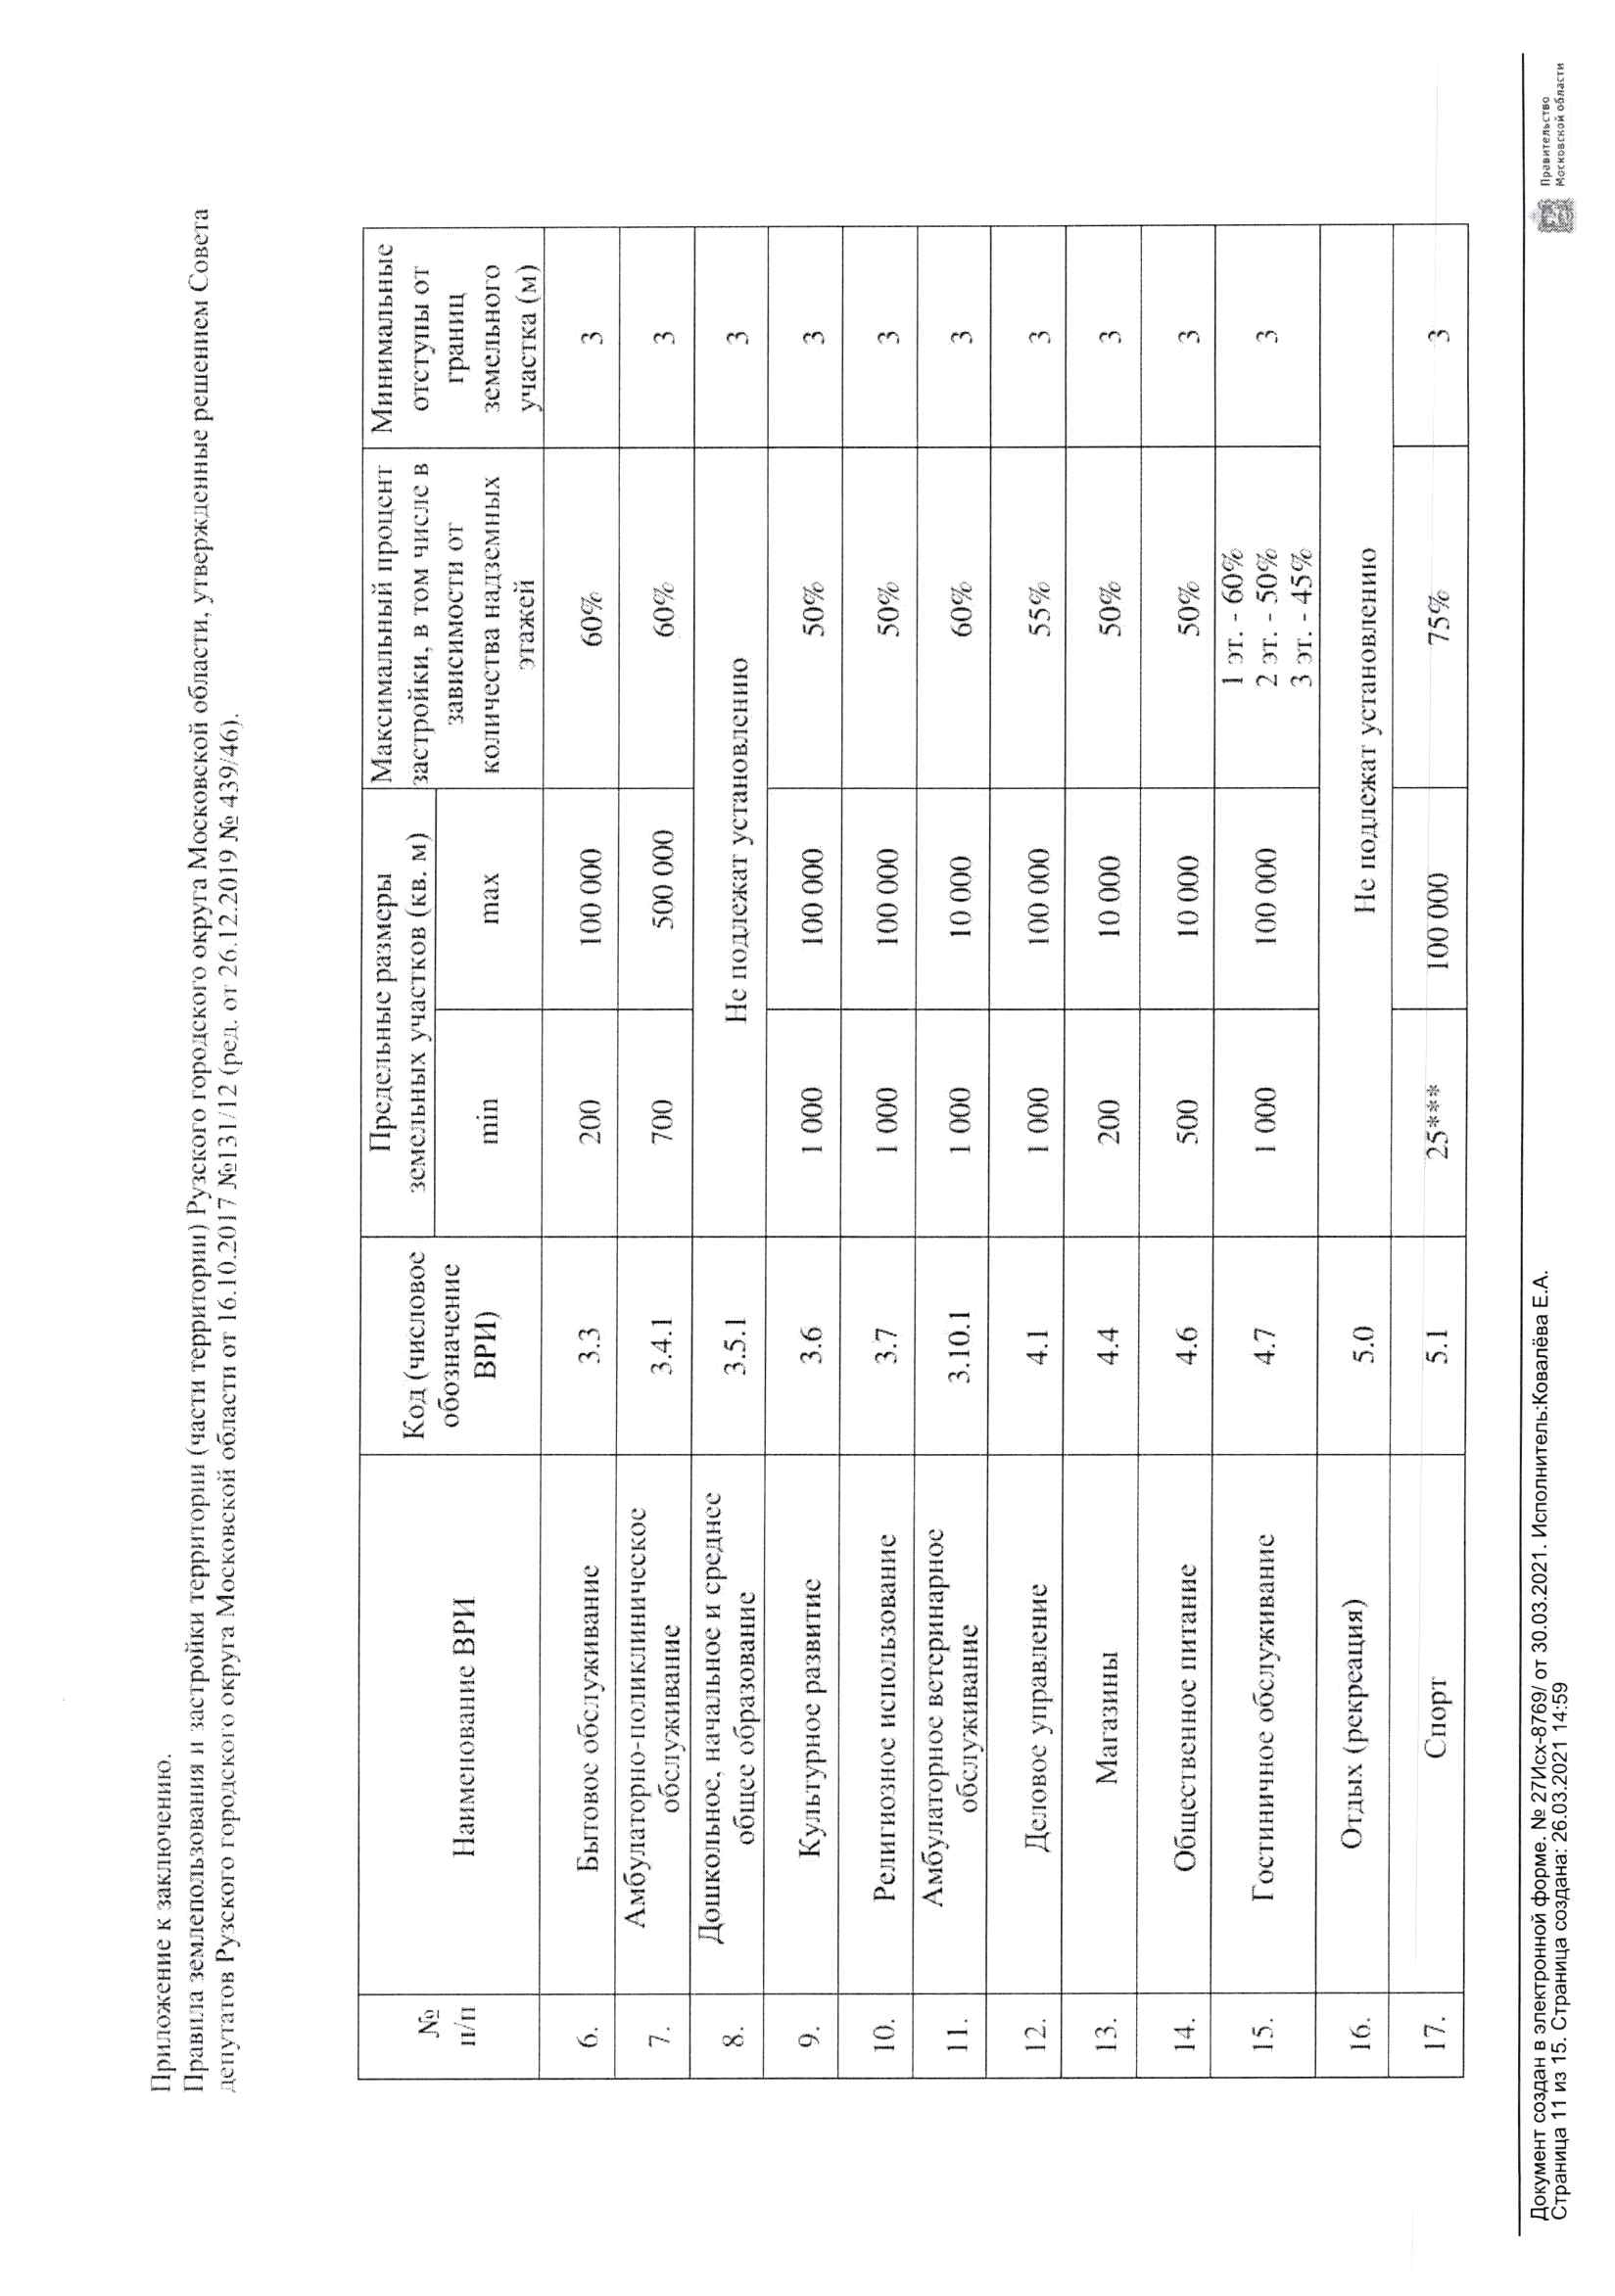 Приложение к заключению.
Правила землепользования и застройки территории (части территории) Рузского городского округа Московской области, утвержденные решением Совета
депутатов Рузского городского округа Московской области от 16.10.2017 №131/12 (ред. от 26.12.2019 № 439/46).
№
п/п
Наименование ВРИ
Код (числовое
обозначение
ВРИ)
Предельные размеры
земельных участков (кв. м)
min
max
Максимальный процент
застройки, в том числе в
зависимости от
количества надземных
этажей
Минимальные
отступы от
границ
земельного
участка (м)
6. Бытовое обслуживание 3.3 200 100 000 60% 3
7. Амбулаторно-поликлиническое
обслуживание 3.4.1 700 500 000 60% 3
8. Дошкольное, начальное и среднее
общее образование 3.5.1 Не подлежат установлению 3
9. Культурное развитие 3.6 1 000 100 000 50% 3
10. Религиозное использование 3.7 1 000 100 000 50% 3
11. Амбулаторное ветеринарное
обслуживание 3.10.1 1 000 10 000 60% 3
12. Деловое управление 4.1 1 000 100 000 55% 3
13. Магазины 4.4 200 10 000 50% 3
14. Общественное питание 4.6 500 10 000 50% 3
15. Гостиничное обслуживание 4.7 1 000 100 000 1 эт. - 60%
2 эт. - 50%
3 эт. - 45% 3
16. Отдых (рекреация) 5.0 Не подлежат установлению
17. Спорт 5.1 25*** 100 000 75% 3
Документ создан в электронной форме. № 27Исх-8769/ от 30.03.2021. Исполнитель:Ковалёва Е.А.
Страница 11 из 15. Страница создана: 26.03.2021 14:59
Правительство
Московской области